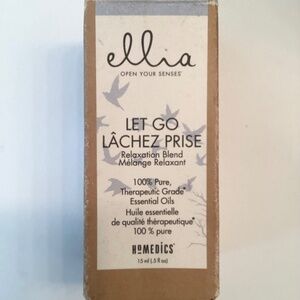 ellia
OPEN YOUR SENSES®
LET GO
LÂCHEZ PRISE
Relaxation Blend
Mélange Relaxant
100% Pure,
Therapeutic Grade*
Essential Oils
Huile essentielle
de qualité thérapeutique*
100 % pure
HOMEDICS®
15 ml (.5 fl oz)